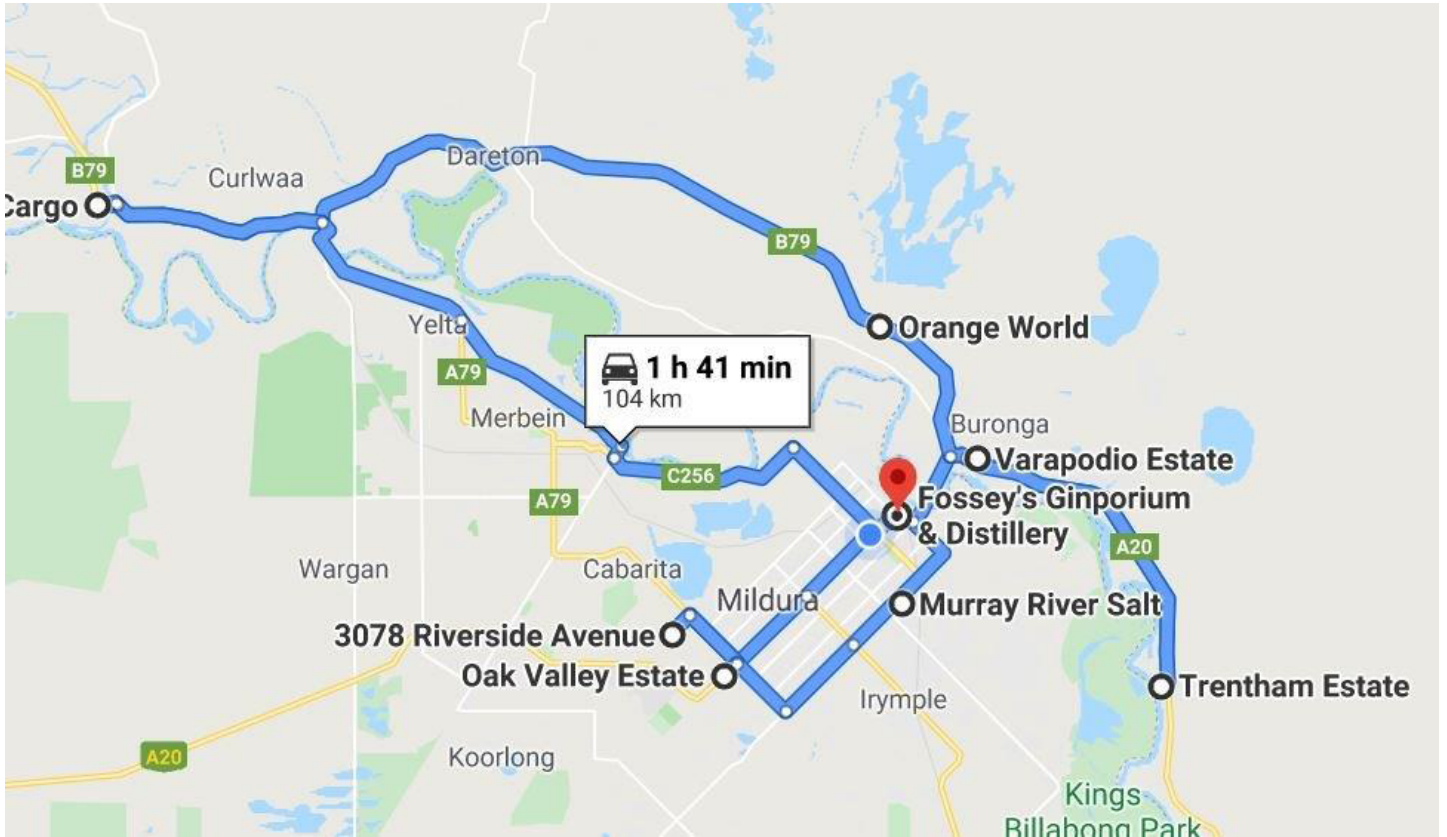 B79
Curlwaa
Dareton
Cargo
B79
Orange World
Yelta
1 h 41 min
104 km
A79
Merbein
Buronga
Varapodio Estate
C256
A79
Fossey's Ginporium
& Distillery
A20
Wargan
Cabarita
Mildura
Murray River Salt
3078 Riverside Avenue
Oak Valley Estate
Trentham Estate
Irymple
A20
Koorlong
Kings
Billabong Park